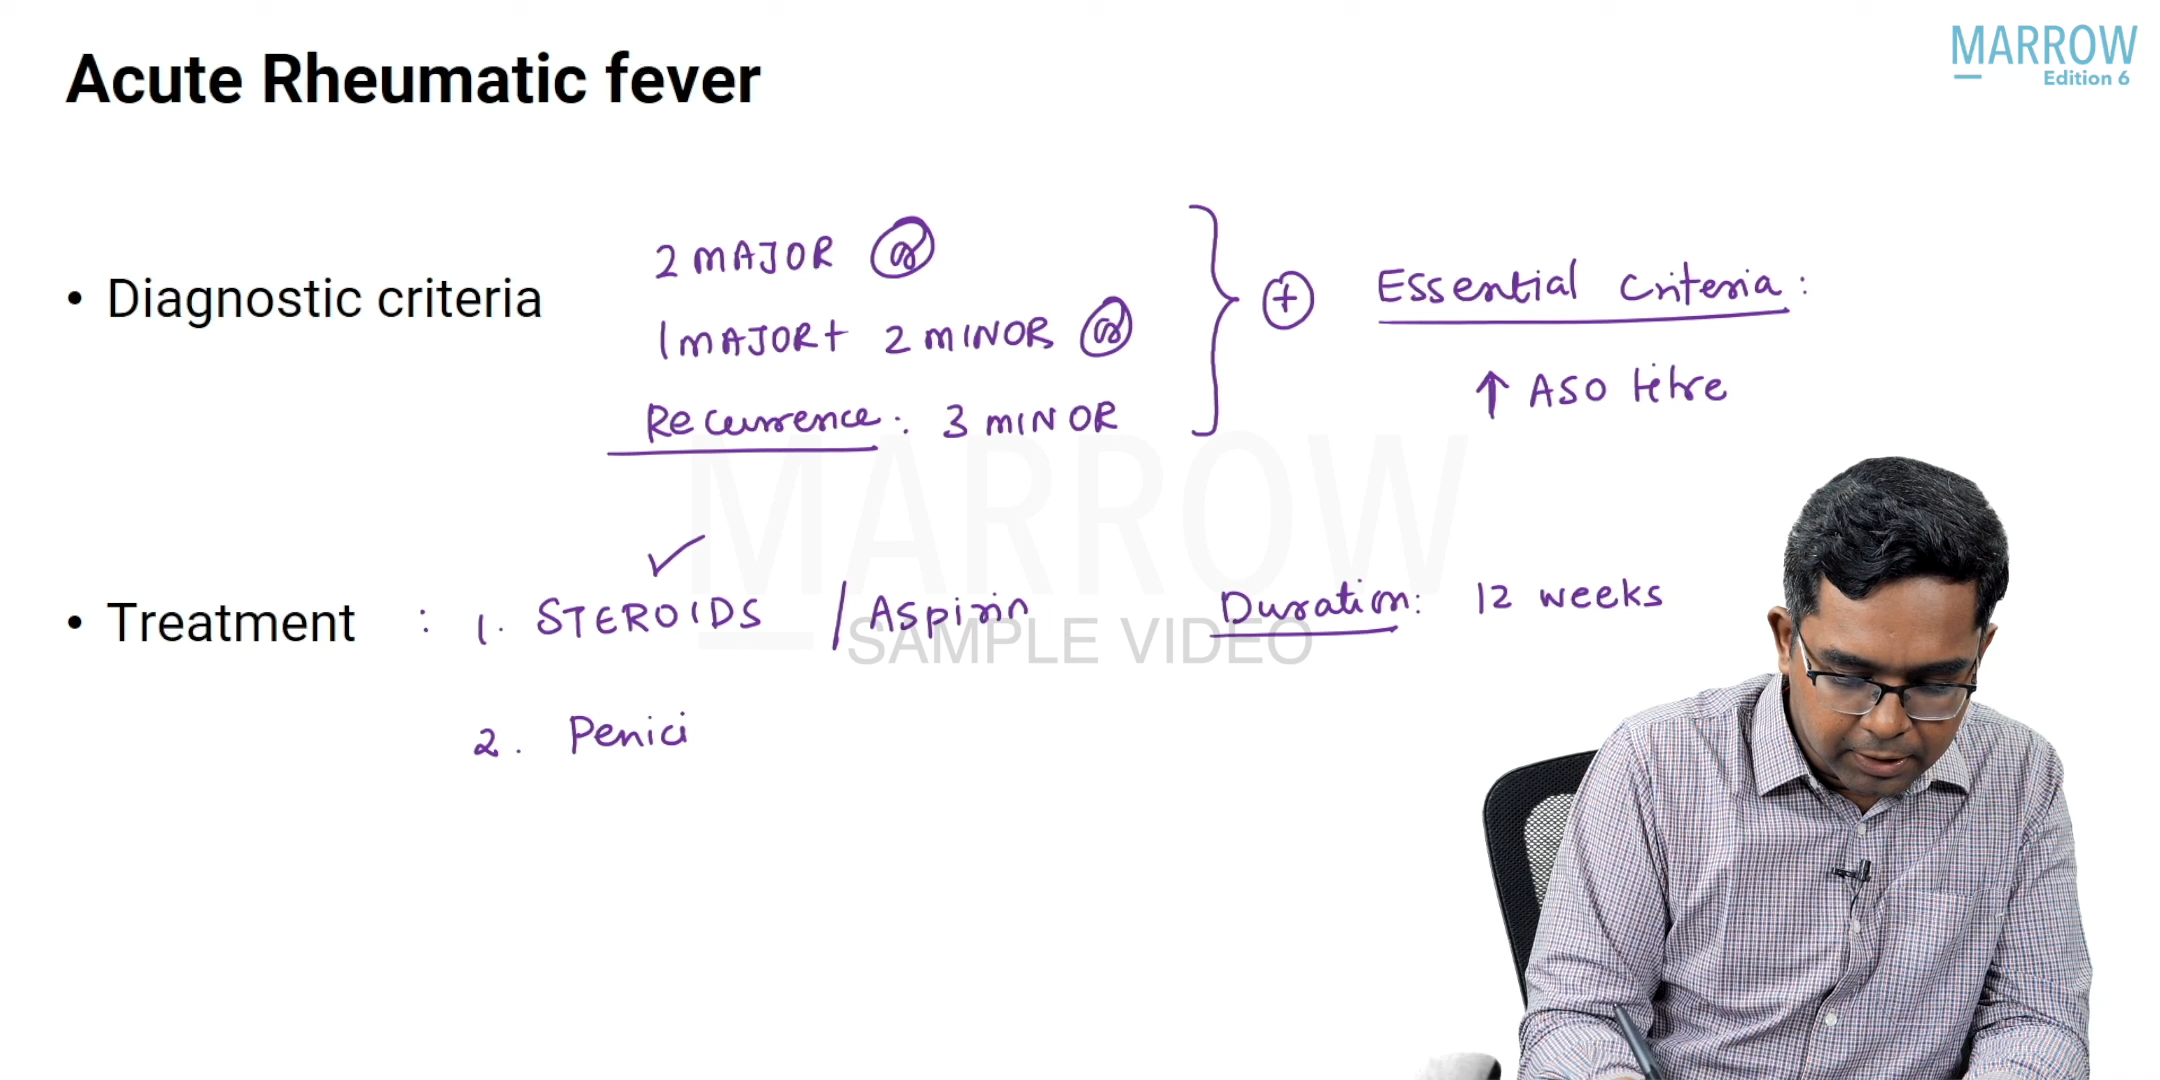 MARROW
Edition 6
Acute Rheumatic fever
2 MAJOR or
• Diagnostic criteria
1 MAJOR + 2 MINOR or
Recurrence: 3 MINOR
+ Essential Criteria:
↑ ASO titre
MARROW
SAMPLE VIDEO
• Treatment : 1. STEROIDS / Aspirin Duration: 12 weeks
2. Penici